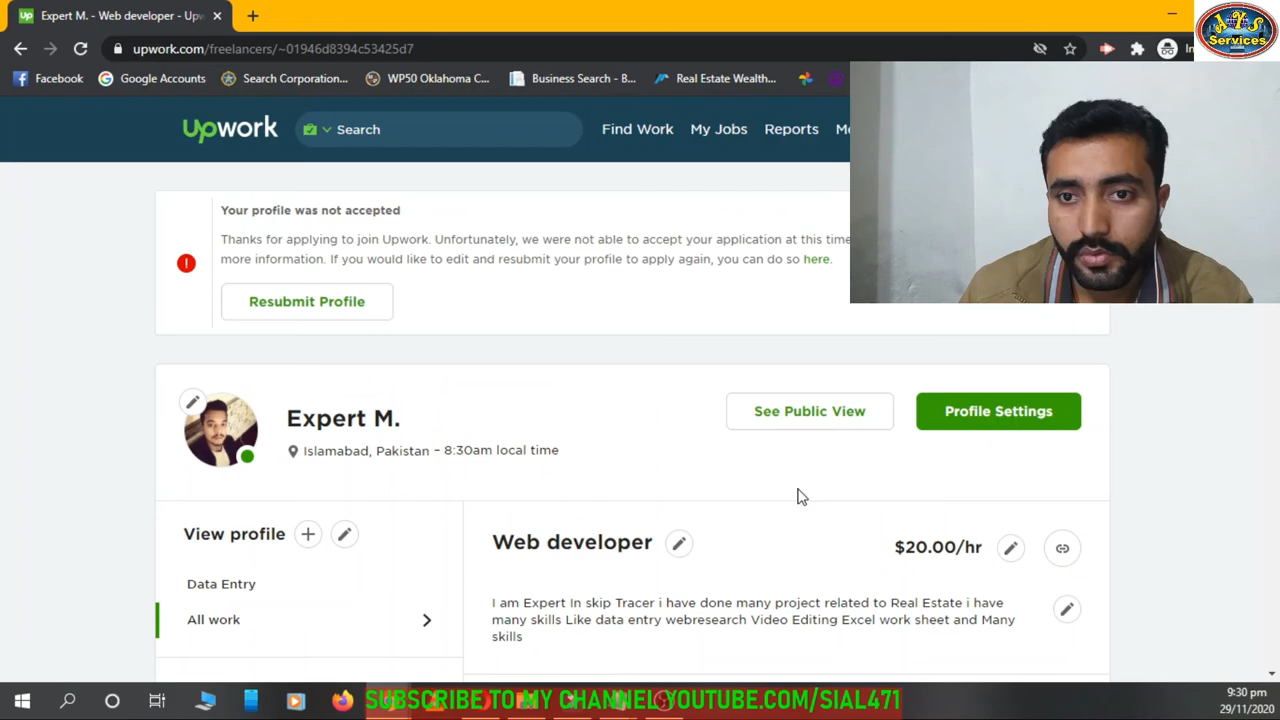 Expert M. - Web developer - Upw
upwork.com/freelancers/~01946d8394c53425d7
Facebook
Google Accounts
Search Corporation...
WP50 Oklahoma C...
Business Search - B...
Real Estate Wealth...
AYS
Services
upwork
Search
Find Work
My Jobs
Reports
Your profile was not accepted
Thanks for applying to join Upwork. Unfortunately, we were not able to accept your application at this time
more information. If you would like to edit and resubmit your profile to apply again, you can do so here.
Resubmit Profile
Expert M.
Islamabad, Pakistan – 8:30am local time
See Public View
Profile Settings
View profile
Data Entry
All work
Web developer
$20.00/hr
I am Expert In skip Tracer i have done many project related to Real Estate i have
many skills Like data entry webresearch Video Editing Excel work sheet and Many
skills
SUBSCRIBE TO MY CHANNEL YOUTUBE.COM/SIAL471
9:30 pm
29/11/2020